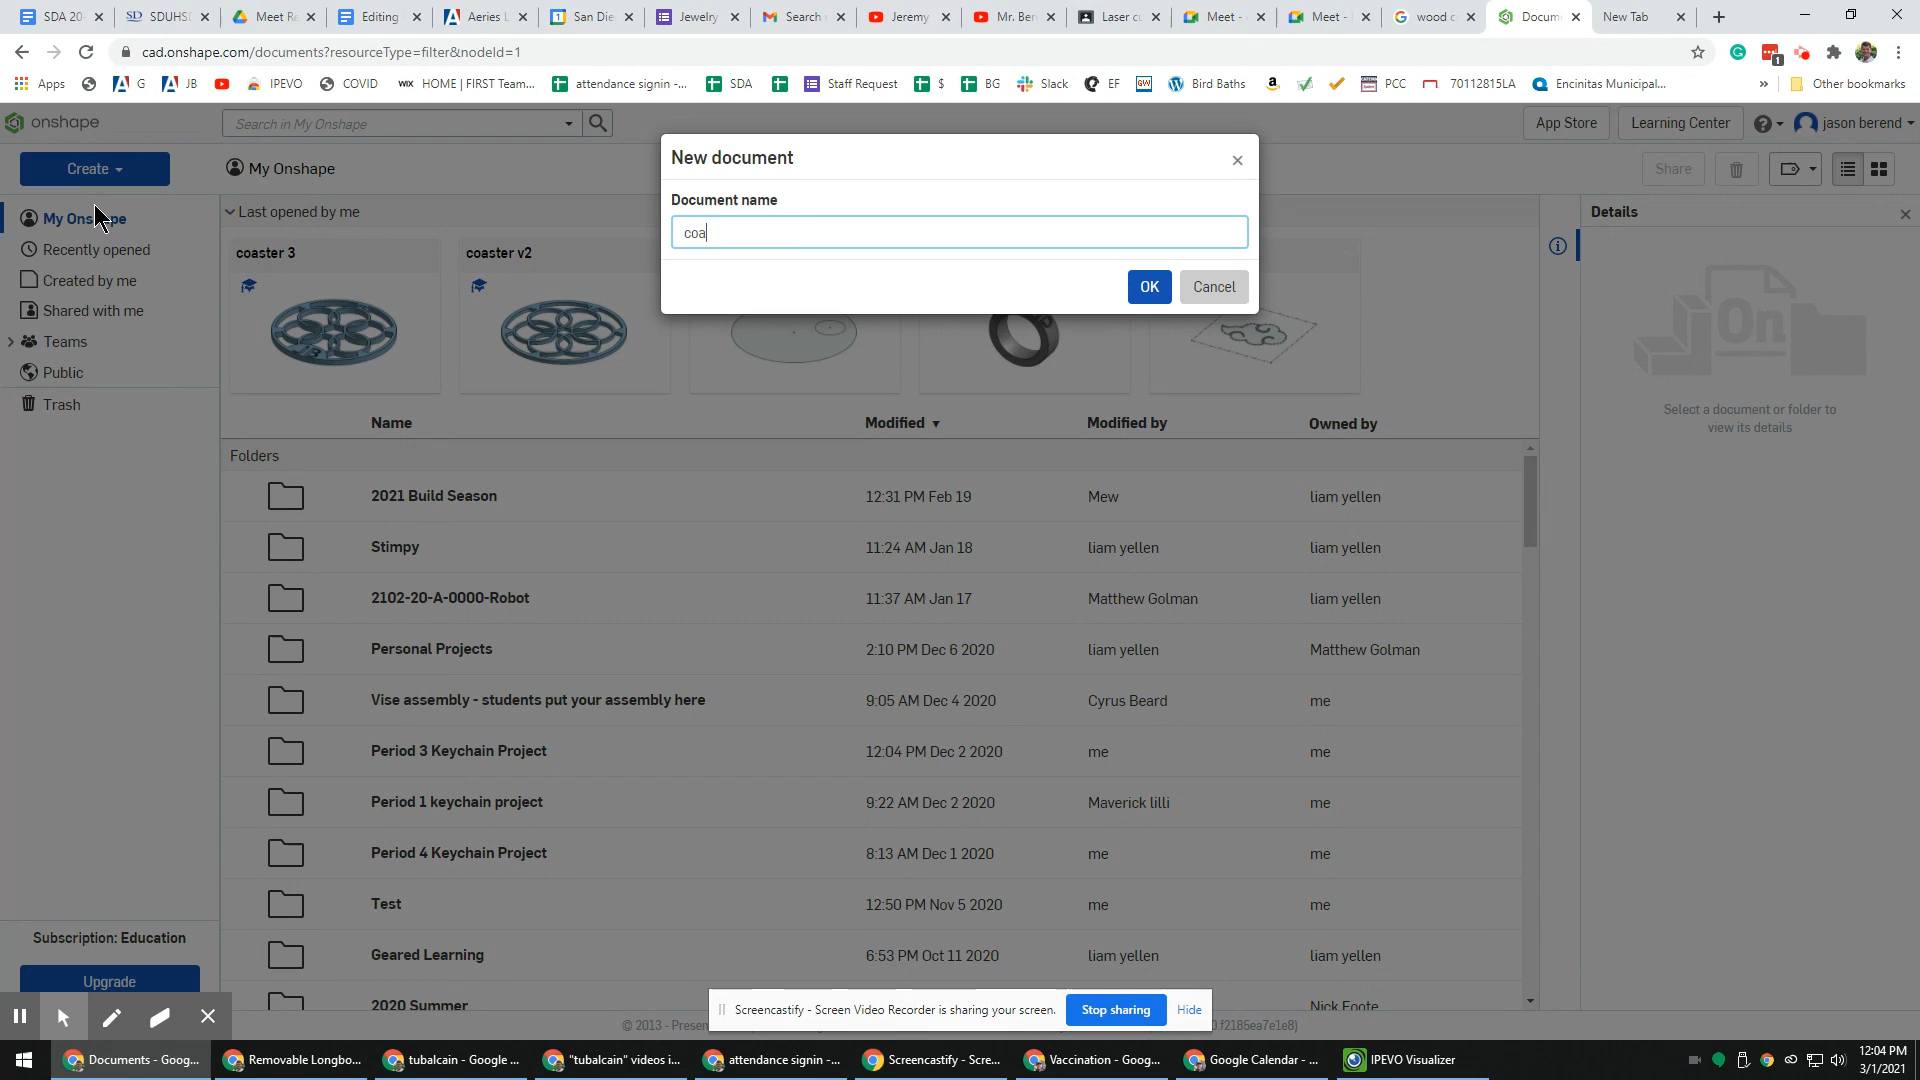 SDA 20
SDUHS
Meet Re
Editing
Aeries L
San Die
Jewelry
Search
Jeremy
Mr. Ber
Laser cu
Meet -
Meet -
wood c
Docum
New Tab
cad.onshape.com/documents?resourceType=filter&nodeId=1
Apps
G
JB
IPEVO
COVID
HOME | FIRST Team...
attendance signin -...
SDA
Staff Request
$
BG
Slack
EF
Bird Baths
PCC
70112815LA
Encinitas Municipal...
»
Other bookmarks
onshape
Search in My Onshape
App Store
Learning Center
jason berend
Create
My Onshape
Share
New document
Document name
coa
OK
Cancel
My Onshape
Recently opened
Created by me
Shared with me
Teams
Public
Trash
Last opened by me
coaster 3
coaster v2
Details
On
Select a document or folder to
view its details
Name
Modified
Modified by
Owned by
Folders
2021 Build Season
12:31 PM Feb 19
Mew
liam yellen
Stimpy
11:24 AM Jan 18
liam yellen
liam yellen
2102-20-A-0000-Robot
11:37 AM Jan 17
Matthew Golman
liam yellen
Personal Projects
2:10 PM Dec 6 2020
liam yellen
Matthew Golman
Vise assembly - students put your assembly here
9:05 AM Dec 4 2020
Cyrus Beard
me
Period 3 Keychain Project
12:04 PM Dec 2 2020
me
me
Period 1 keychain project
9:22 AM Dec 2 2020
Maverick lilli
me
Period 4 Keychain Project
8:13 AM Dec 1 2020
me
me
Test
12:50 PM Nov 5 2020
me
me
Geared Learning
6:53 PM Oct 11 2020
liam yellen
liam yellen
2020 Summer
Nick Foote
Subscription: Education
Upgrade
Screencastify - Screen Video Recorder is sharing your screen.
Stop sharing
Hide
© 2013 - Presen
0.f2185ea7e1e8)
Documents - Goog...
Removable Longbo...
tubalcain - Google ...
"tubalcain" videos i...
attendance signin -...
Screencastify - Scre...
Vaccination - Goog...
Google Calendar - ...
IPEVO Visualizer
12:04 PM
3/1/2021